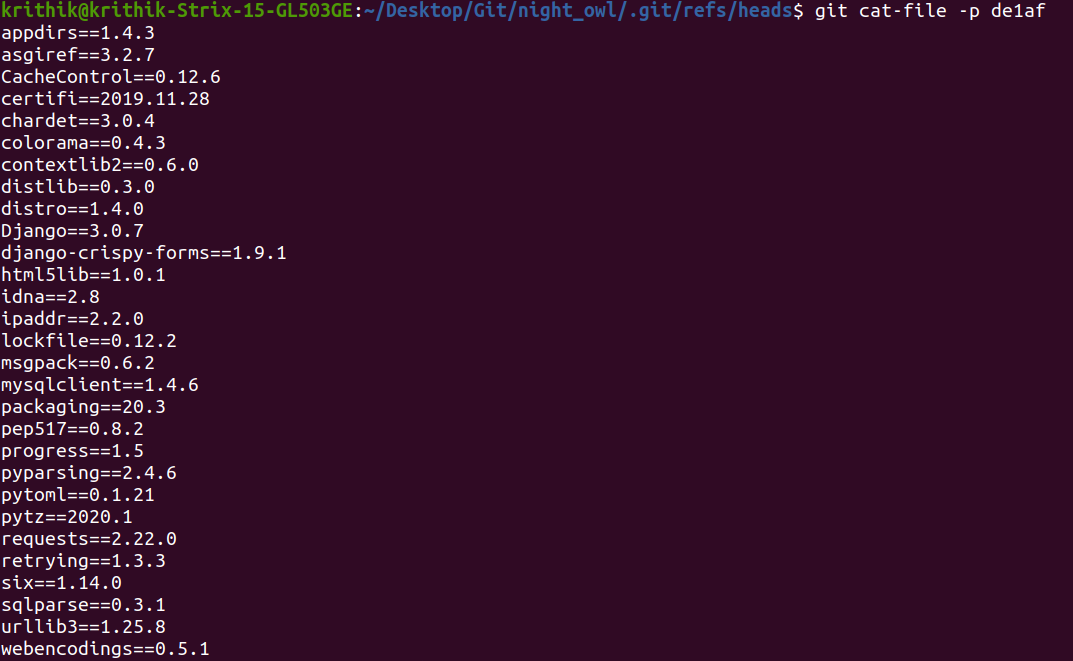 krithik@krithik-Strix-15-GL503GE:~/Desktop/Git/night_owl/.git/refs/heads$ git cat-file -p de1af
appdirs==1.4.3
asgiref==3.2.7
CacheControl==0.12.6
certifi==2019.11.28
chardet==3.0.4
colorama==0.4.3
contextlib2==0.6.0
distlib==0.3.0
distro==1.4.0
Django==3.0.7
django-crispy-forms==1.9.1
html5lib==1.0.1
idna==2.8
ipaddr==2.2.0
lockfile==0.12.2
msgpack==0.6.2
mysqlclient==1.4.6
packaging==20.3
pep517==0.8.2
progress==1.5
pyparsing==2.4.6
pytoml==0.1.21
pytz==2020.1
requests==2.22.0
retrying==1.3.3
six==1.14.0
sqlparse==0.3.1
urllib3==1.25.8
webencodings==0.5.1